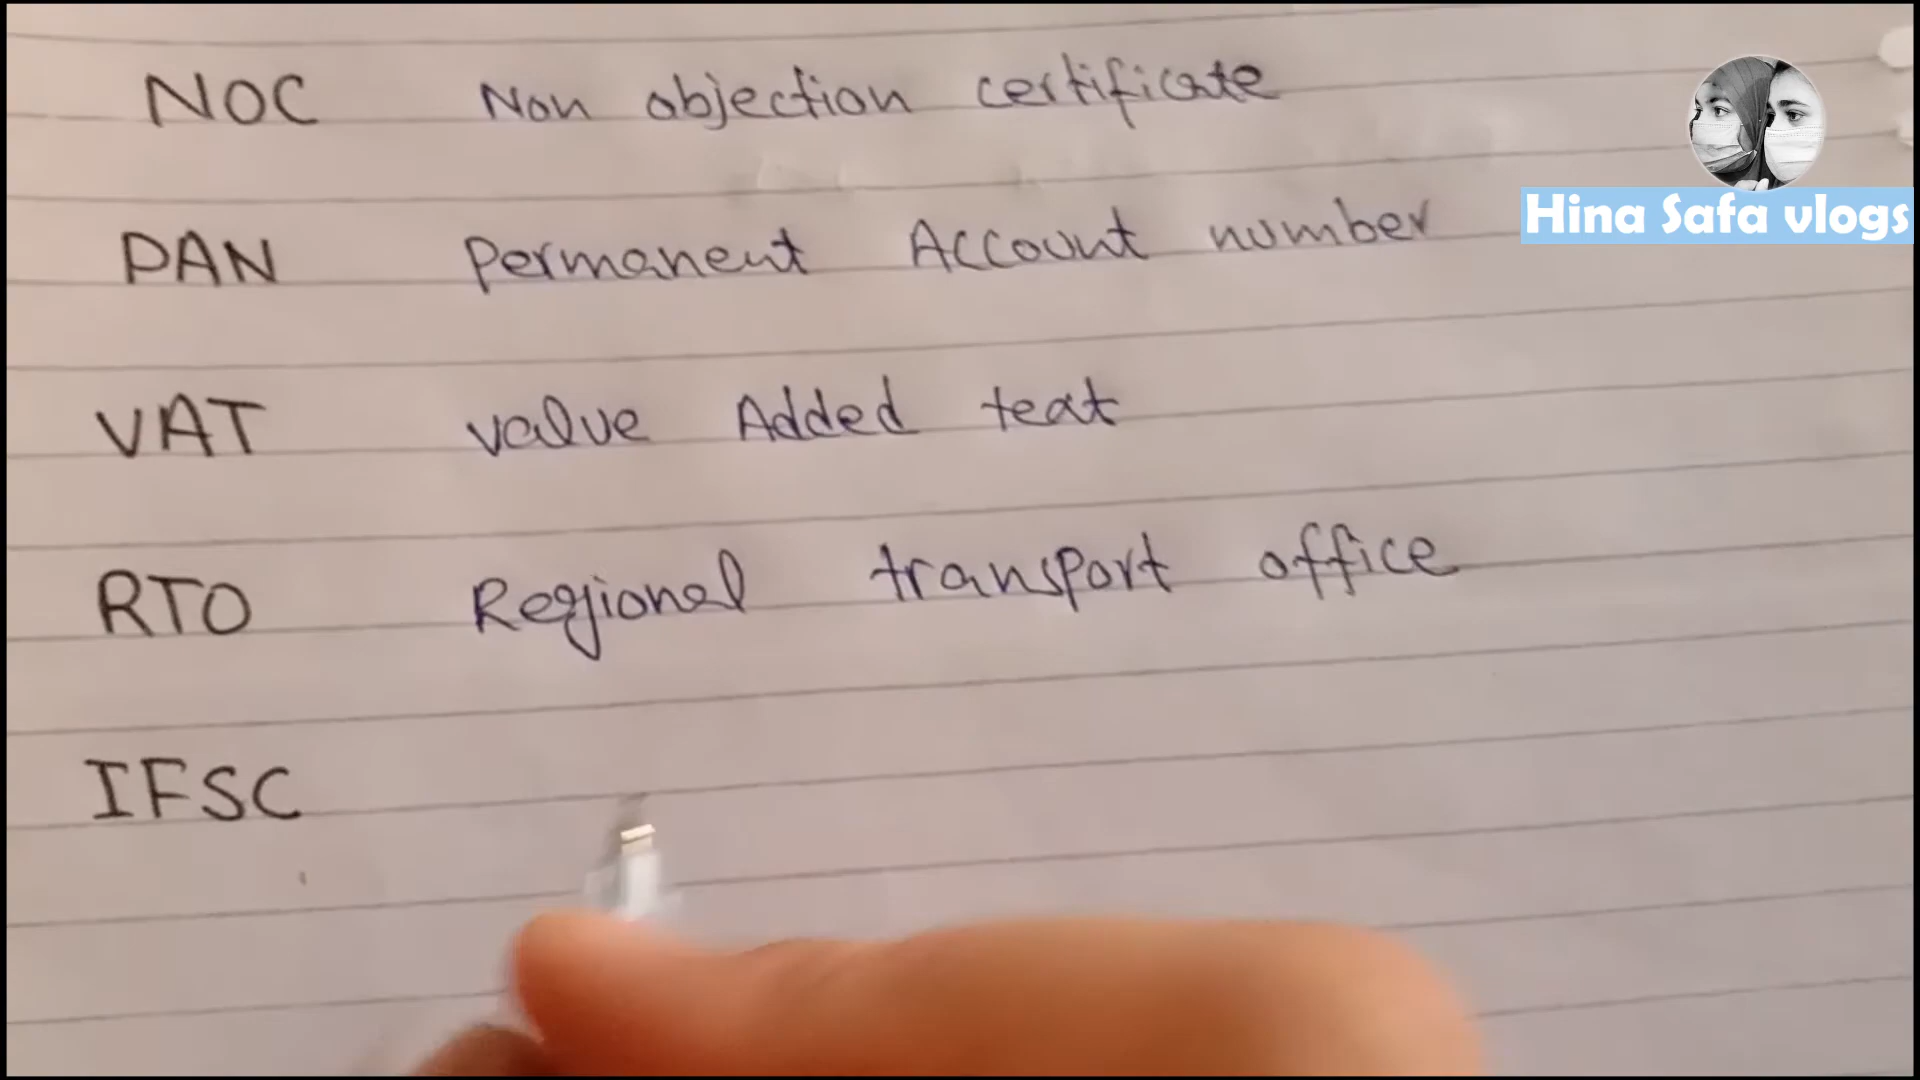 NOC Non objection certificate
Hina Safa vlogs
PAN Permanent Account number
VAT value Added teat
RTO Regjional transport office
IFSC